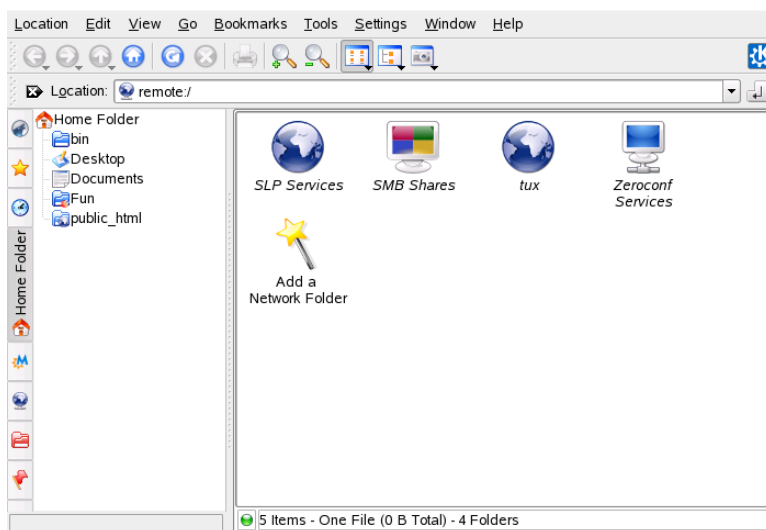 Location Edit View Go Bookmarks Tools Settings Window Help
Location: remote:/
Home Folder
bin
Desktop
Documents
Fun
public_html
Home Folder
SLP Services SMB Shares tux Zeroconf
Services
Add a
Network Folder
5 Items - One File (0 B Total) - 4 Folders